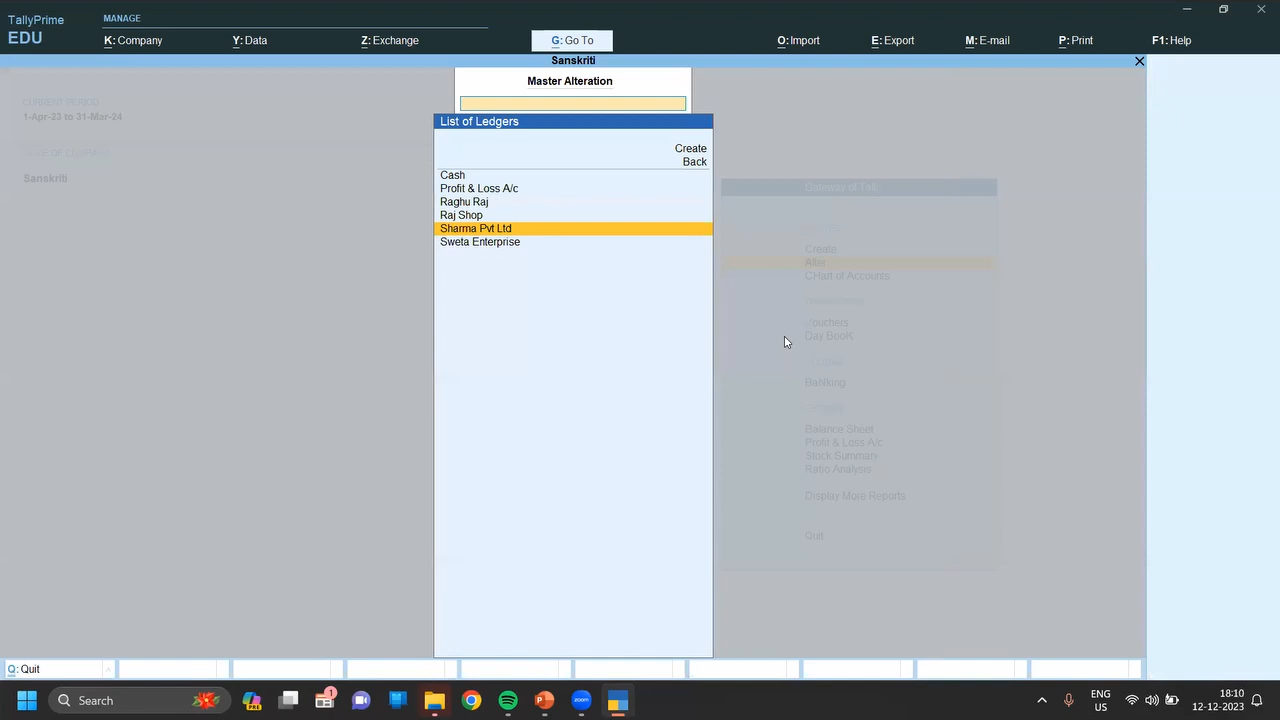 TallyPrime
EDU
MANAGE
K: Company
Y: Data
Z: Exchange
G: Go To
O: Import
E: Export
M: E-mail
P: Print
F1: Help
Sanskriti
Master Alteration
CURRENT PERIOD
1-Apr-23 to 31-Mar-24
Sanskriti
List of Ledgers
Create
Back
Cash
Profit & Loss A/c
Raghu Raj
Raj Shop
Sharma Pvt Ltd
Sweta Enterprise
Gateway of Tall
Create
Alter
CHart of Accounts
Vouchers
Day BooK
BaNking
Balance Sheet
Profit & Loss A/c
Stock Summary
Ratio Analysis
Display More Reports
Quit
Q: Quit
Search
PRE
1
zoom
ENG
US
18:10
12-12-2023